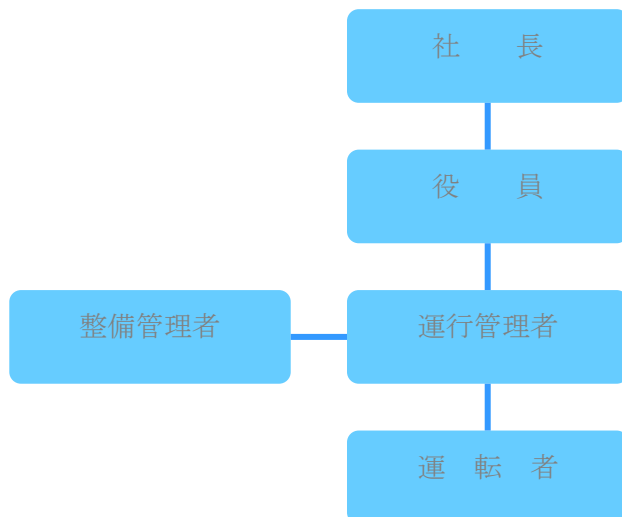 社　　長
役　　員
整備管理者
運行管理者
運　転　者